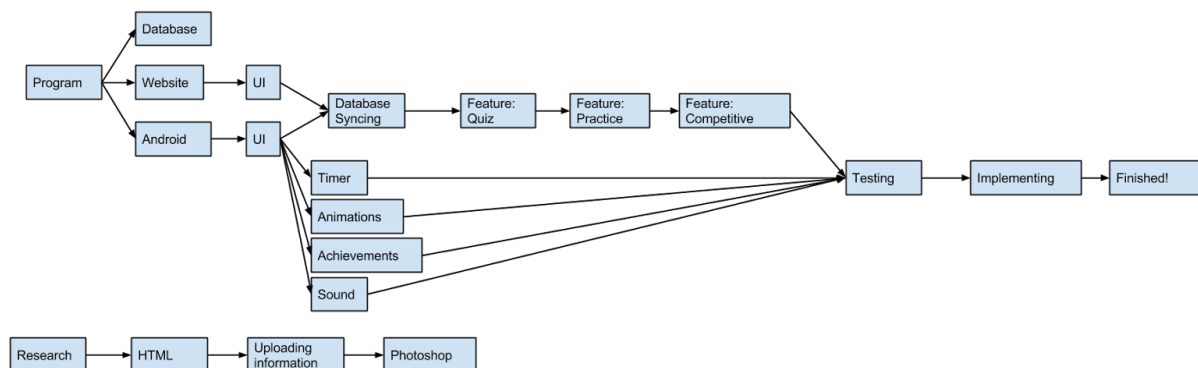 Database
Program
Website
UI
Android
UI
Database
Syncing
Feature:
Quiz
Feature:
Practice
Feature:
Competitive
Timer
Animations
Achievements
Sound
Testing
Implementing
Finished!
Research
HTML
Uploading
information
Photoshop